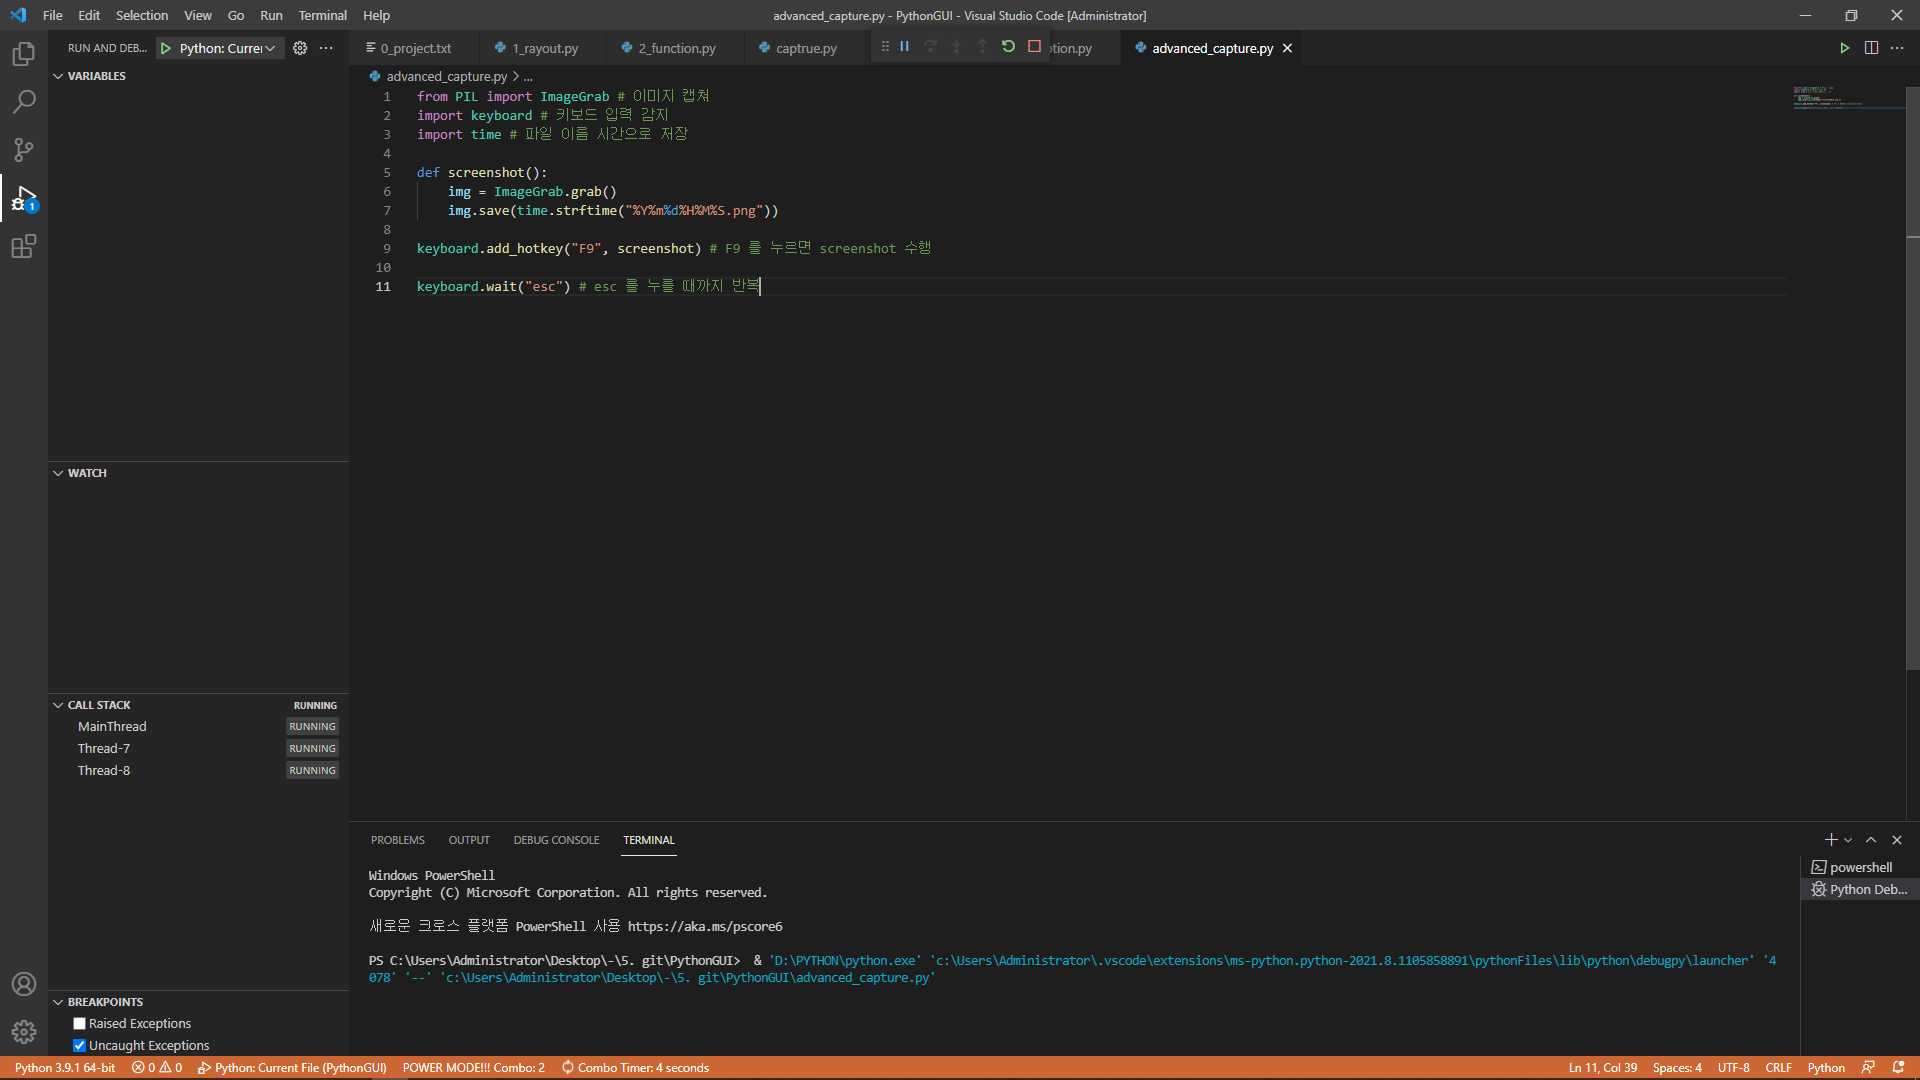 File Edit Selection View Go Run Terminal Help
advanced_capture.py - PythonGUI - Visual Studio Code [Administrator]
RUN AND DEB... Python: Currer
0_project.txt 1_rayout.py 2_function.py captrue.py tion.py advanced_capture.py
VARIABLES
advanced_capture.py > ...
1 from PIL import ImageGrab # 이미지 캡쳐
2 import keyboard # 키보드 입력 감지
3 import time # 파일 이름 시간으로 저장
4
5 def screenshot():
6 img = ImageGrab.grab()
7 img.save(time.strftime("%Y%m%d%H%M%S.png"))
8
9 keyboard.add_hotkey("F9", screenshot) # F9 를 누르면 screenshot 수행
10
11 keyboard.wait("esc") # esc 를 누를 때까지 반복
1
WATCH
CALL STACK RUNNING
MainThread RUNNING
Thread-7 RUNNING
Thread-8 RUNNING
BREAKPOINTS
Raised Exceptions
Uncaught Exceptions
PROBLEMS OUTPUT DEBUG CONSOLE TERMINAL
Windows PowerShell
Copyright (C) Microsoft Corporation. All rights reserved.
새로운 크로스 플랫폼 PowerShell 사용 https://aka.ms/pscore6
PS C:\Users\Administrator\Desktop\-\5. git\PythonGUI> & 'D:\PYTHON\python.exe' 'c:\Users\Administrator\.vscode\extensions\ms-python.python-2021.8.1105858891\pythonFiles\lib\python\debugpy\launcher' '4
078' '--' 'c:\Users\Administrator\Desktop\-\5. git\PythonGUI\advanced_capture.py'
powershell
Python Deb...
Python 3.9.1 64-bit 0 0 Python: Current File (PythonGUI) POWER MODE!!! Combo: 2 Combo Timer: 4 seconds
Ln 11, Col 39 Spaces: 4 UTF-8 CRLF Python